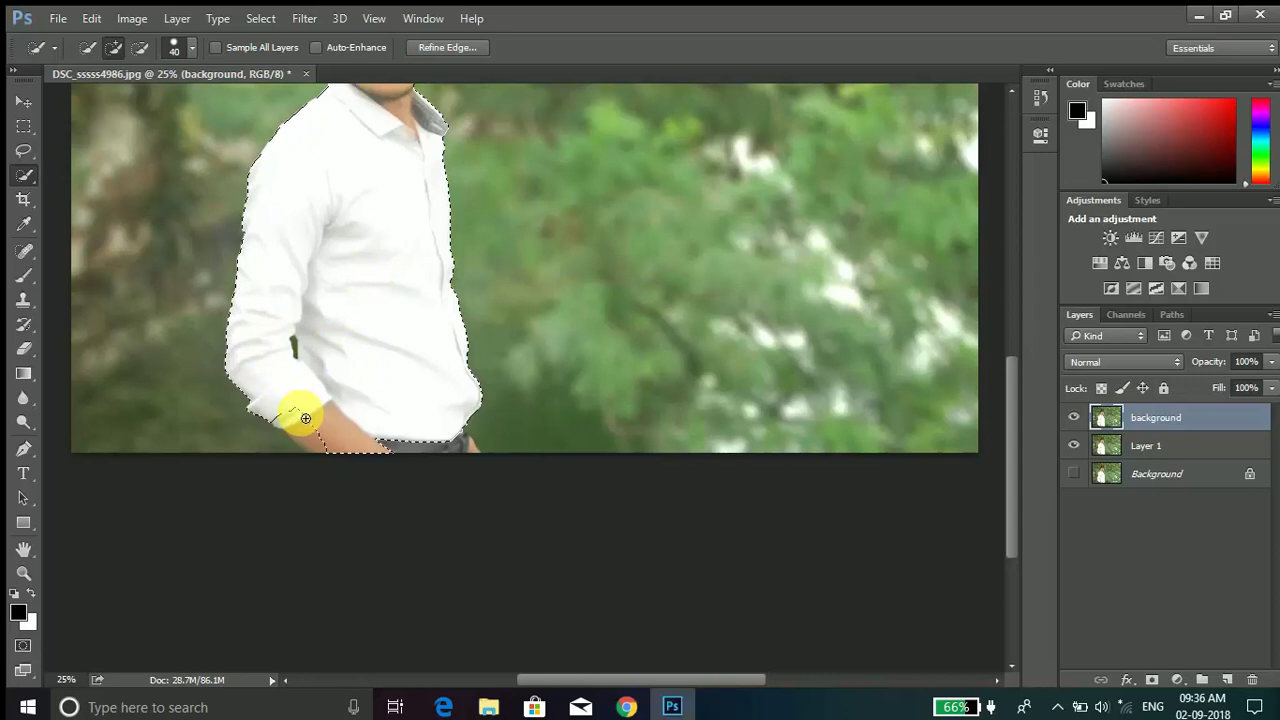 Ps File Edit Image Layer Type Select Filter 3D View Window Help
40 Sample All Layers Auto-Enhance Refine Edge... Essentials
DSC_sssss4986.jpg @ 25% (background, RGB/8) *
Color Swatches
Adjustments Styles
Add an adjustment
Layers Channels Paths
Kind
Normal Opacity: 100%
Lock: Fill: 100%
background
Layer 1
Background
25% Doc: 28.7M/86.1M
Type here to search 66% ENG 09:36 AM
02-09-2018